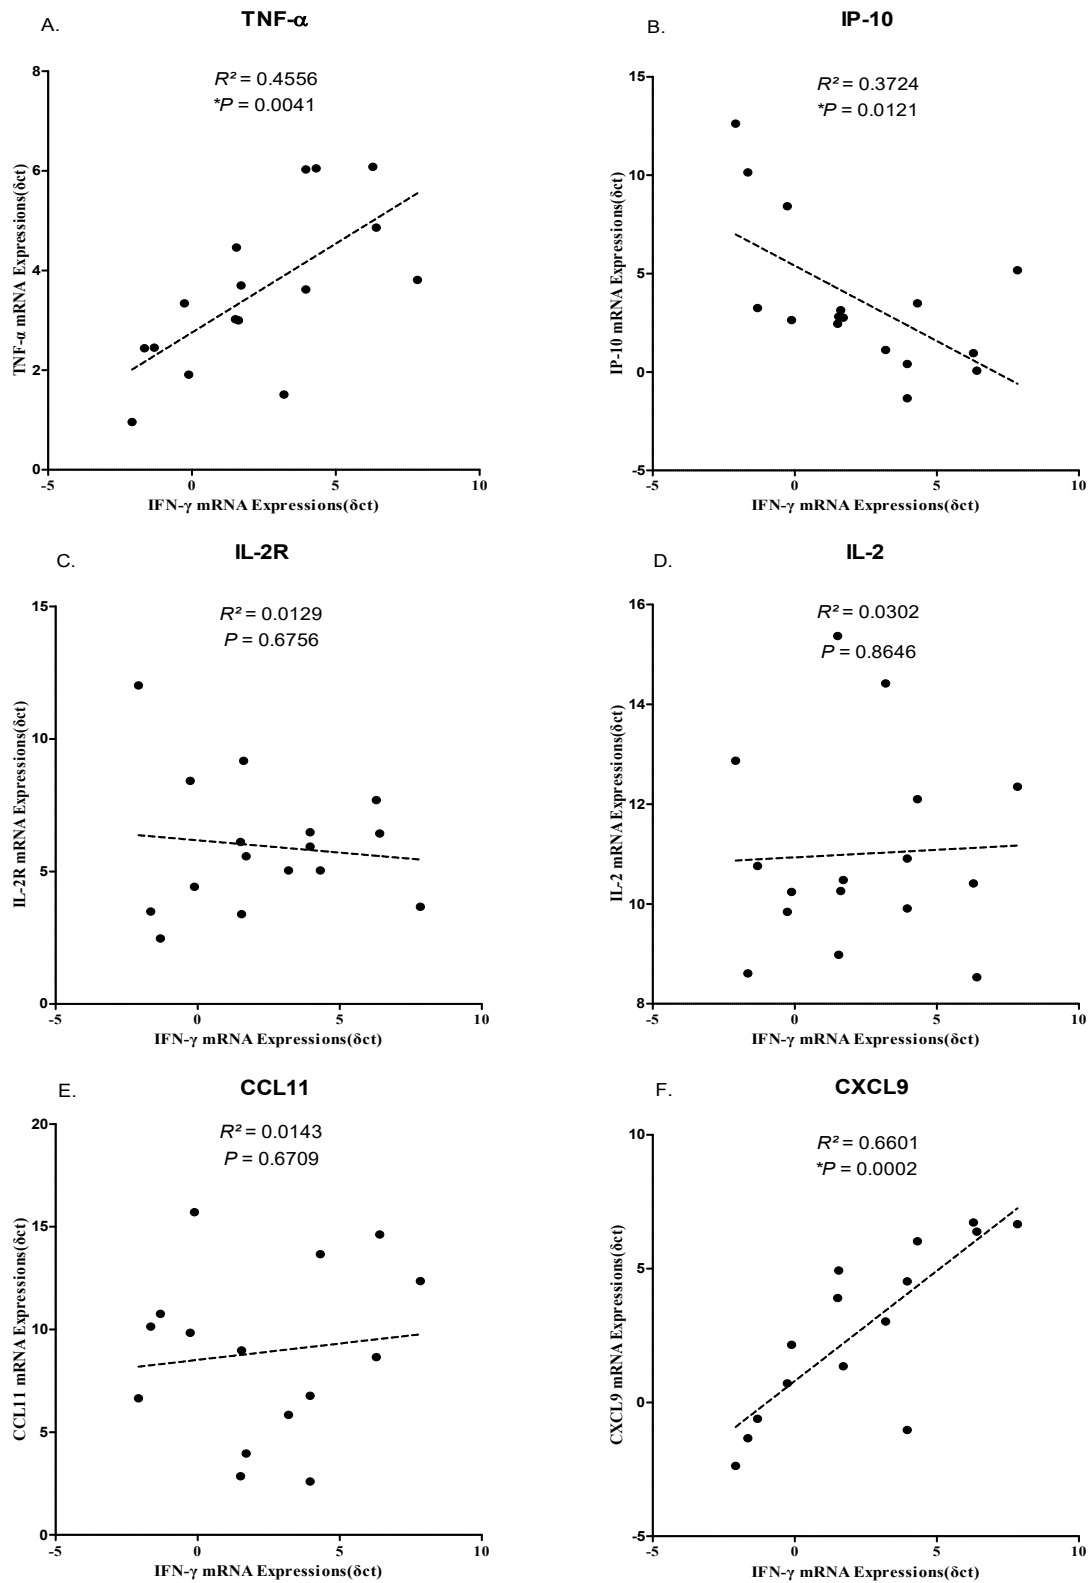 A.
TNF-α
R² = 0.4556
*P = 0.0041
8
6
4
2
0
-5
0
5
10
TNF-α mRNA Expressions(δct)
IFN-γ mRNA Expressions(δct)
B.
IP-10
R² = 0.3724
*P = 0.0121
15
10
5
0
-5
-5
0
5
10
IP-10 mRNA Expressions(δct)
IFN-γ mRNA Expressions(δct)
C.
IL-2R
R² = 0.0129
P = 0.6756
15
10
5
0
-5
0
5
10
IL-2R mRNA Expressions(δct)
IFN-γ mRNA Expressions(δct)
D.
IL-2
R² = 0.0302
P = 0.8646
16
14
12
10
8
-5
0
5
10
IL-2 mRNA Expressions(δct)
IFN-γ mRNA Expressions(δct)
E.
CCL11
R² = 0.0143
P = 0.6709
20
15
10
5
0
-5
0
5
10
CCL11 mRNA Expressions(δct)
IFN-γ mRNA Expressions(δct)
F.
CXCL9
R² = 0.6601
*P = 0.0002
10
5
0
-5
-5
0
5
10
CXCL9 mRNA Expressions(δct)
IFN-γ mRNA Expressions(δct)